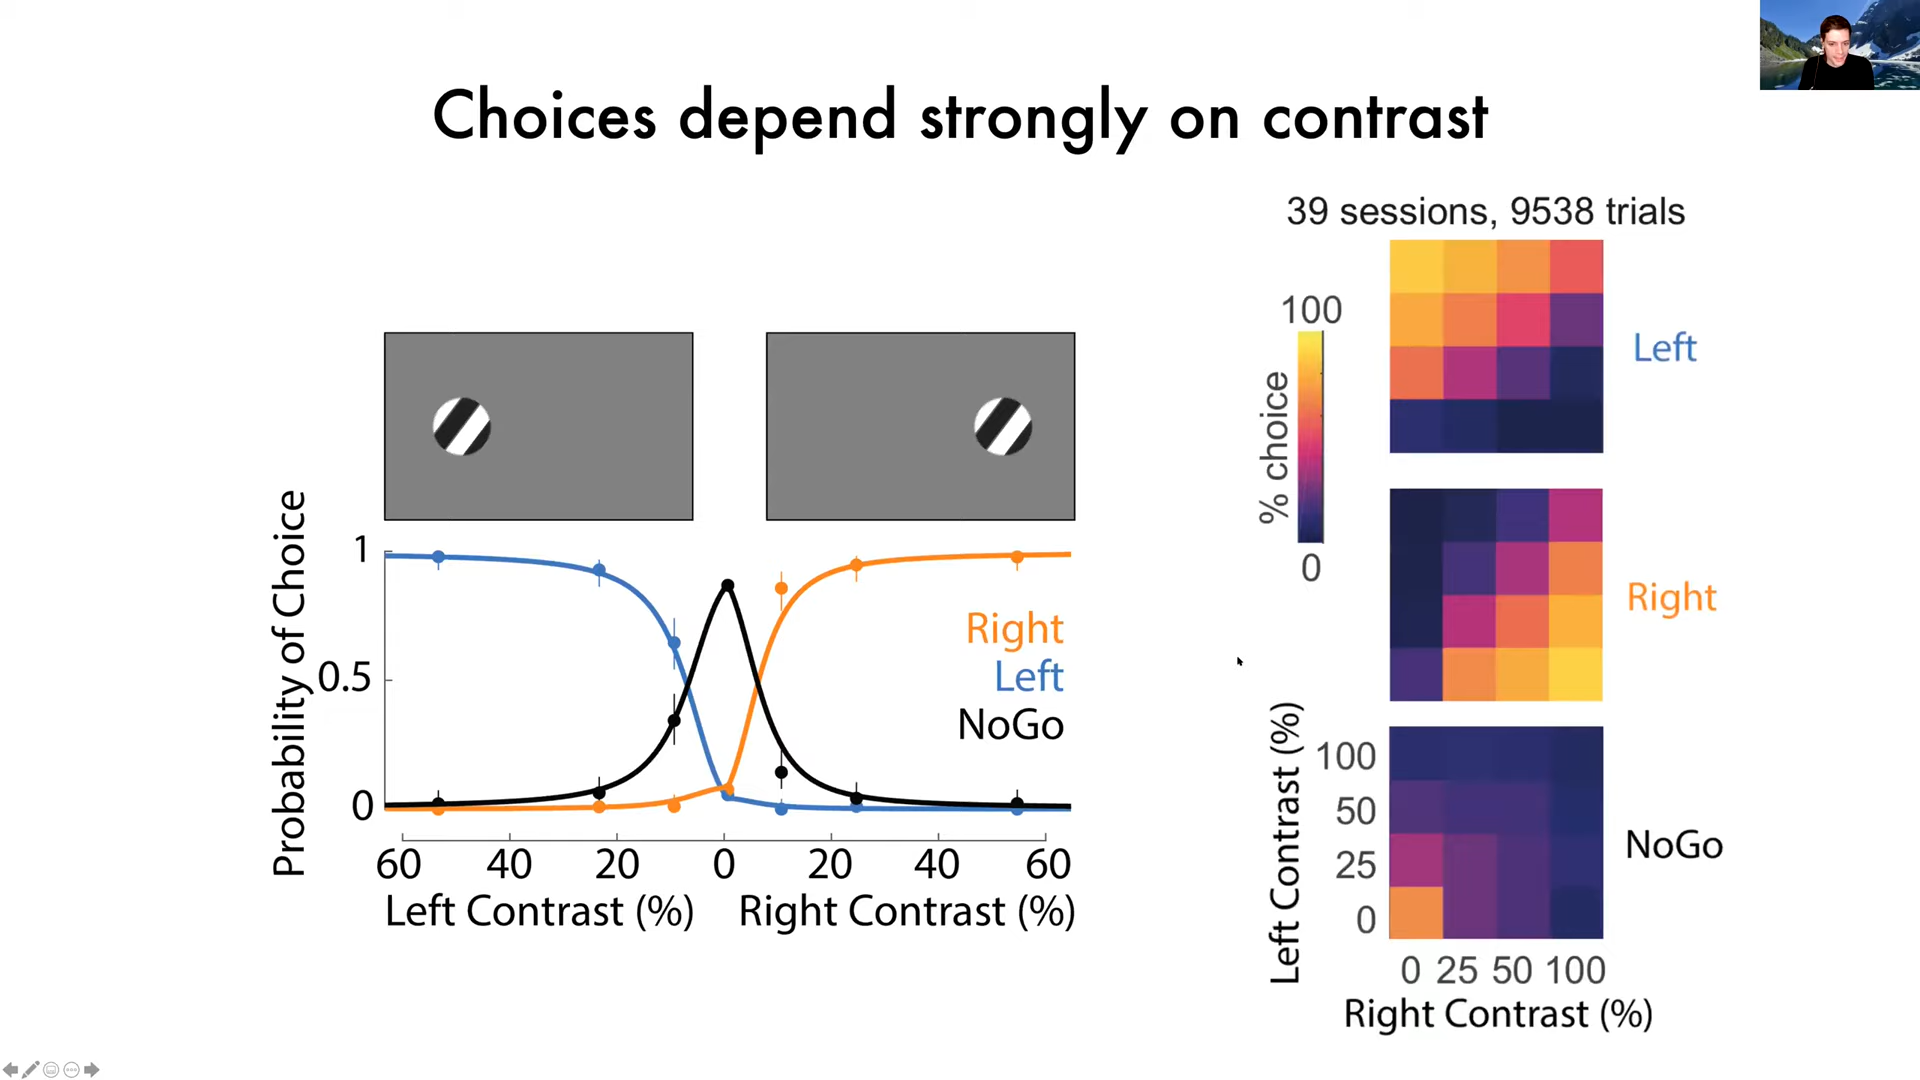 Choices depend strongly on contrast
39 sessions, 9538 trials
100
% choice
0
Left
Right
NoGo
Probability of Choice
1
0.5
0
Right
Left
NoGo
60 40 20 0 20 40 60
Left Contrast (%) Right Contrast (%)
Left Contrast (%)
100
50
25
0
0 25 50 100
Right Contrast (%)